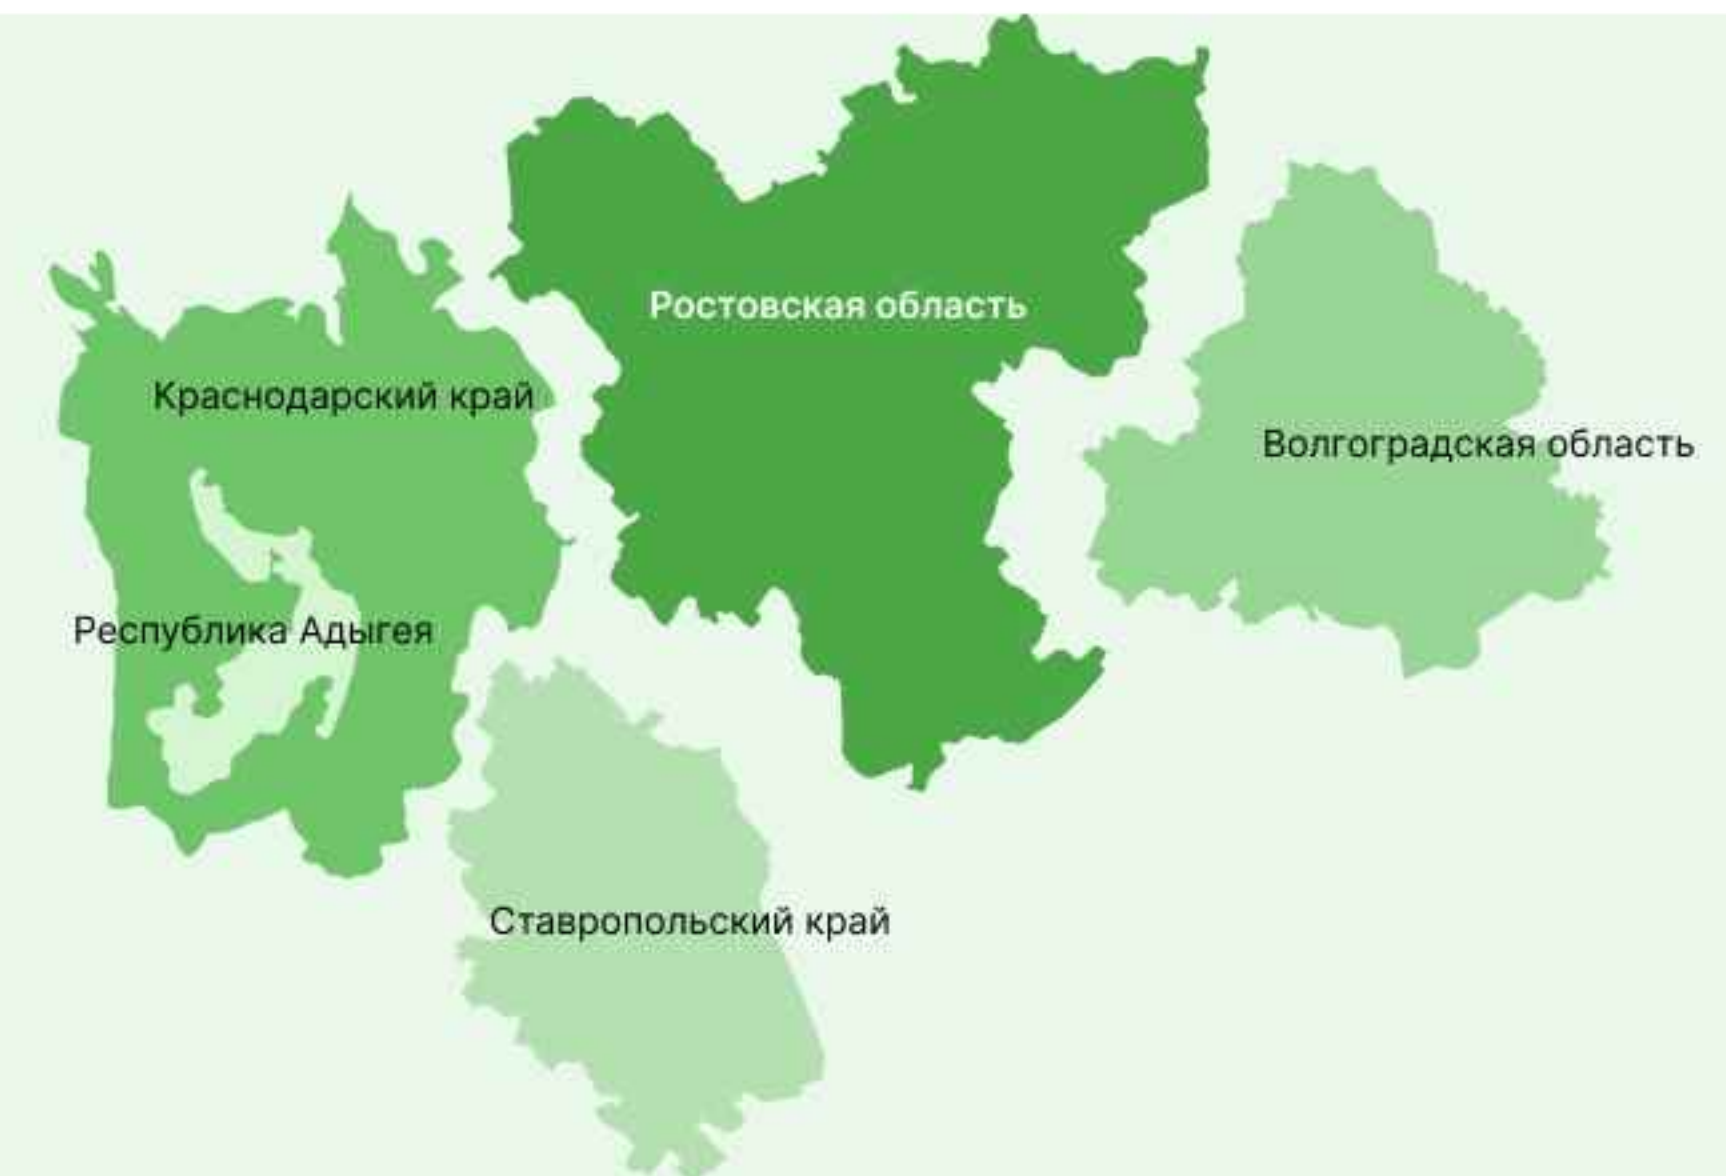 Ростовская область
Краснодарский край
Волгоградская область
Республика Адыгея
Ставропольский край